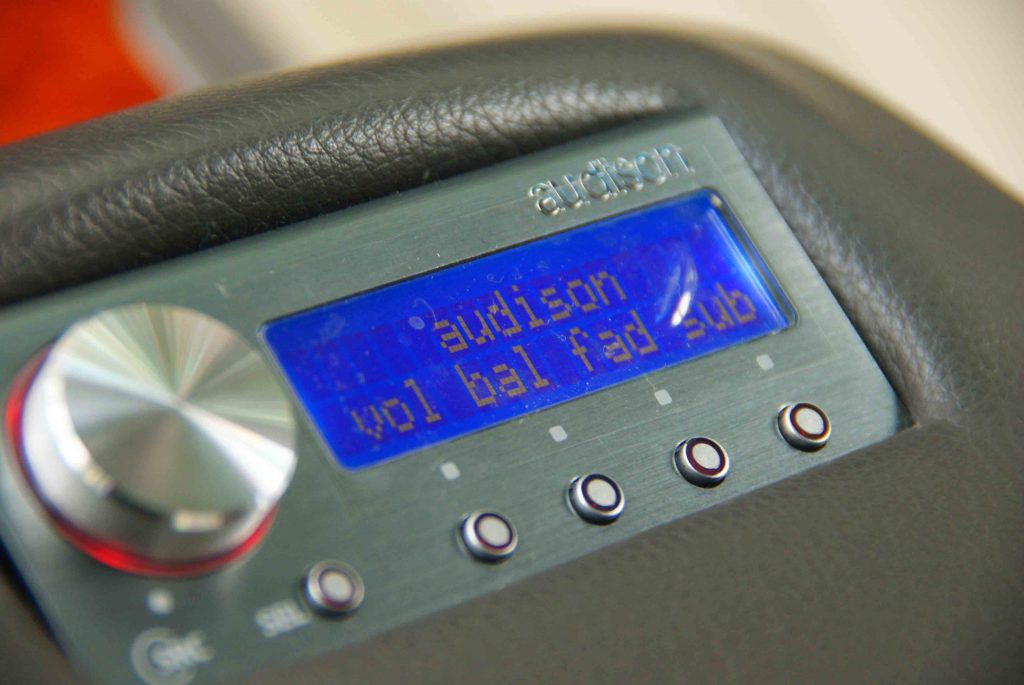 audison
audison
vol bal fad sub
SEL
SRC